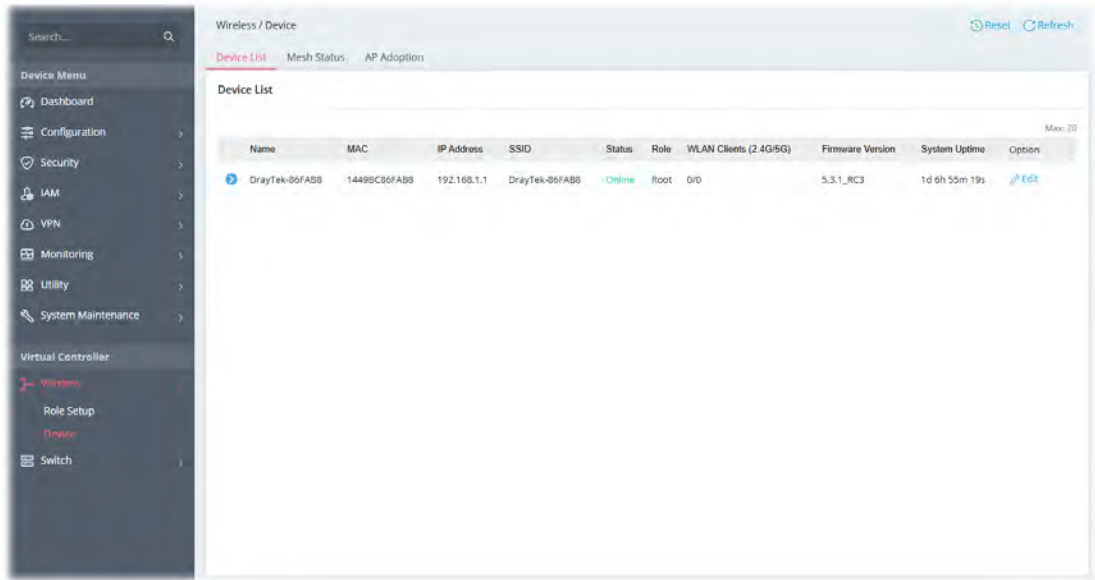 Search...
Device Menu
Dashboard
Configuration
Security
IAM
VPN
Monitoring
Utility
System Maintenance
Virtual Controller
Wireless
Role Setup
Device
Switch
Wireless / Device
Reset Refresh
Device List Mesh Status AP Adoption
Device List
Max: 20
Name MAC IP Address SSID Status Role WLAN Clients (2.4G/5G) Firmware Version System Uptime Option
DrayTek-86FAB8 1449BC86FAB8 192.168.1.1 DrayTek-86FAB8 Online Root 0/0 5.3.1_RC3 1d 6h 55m 19s Edit